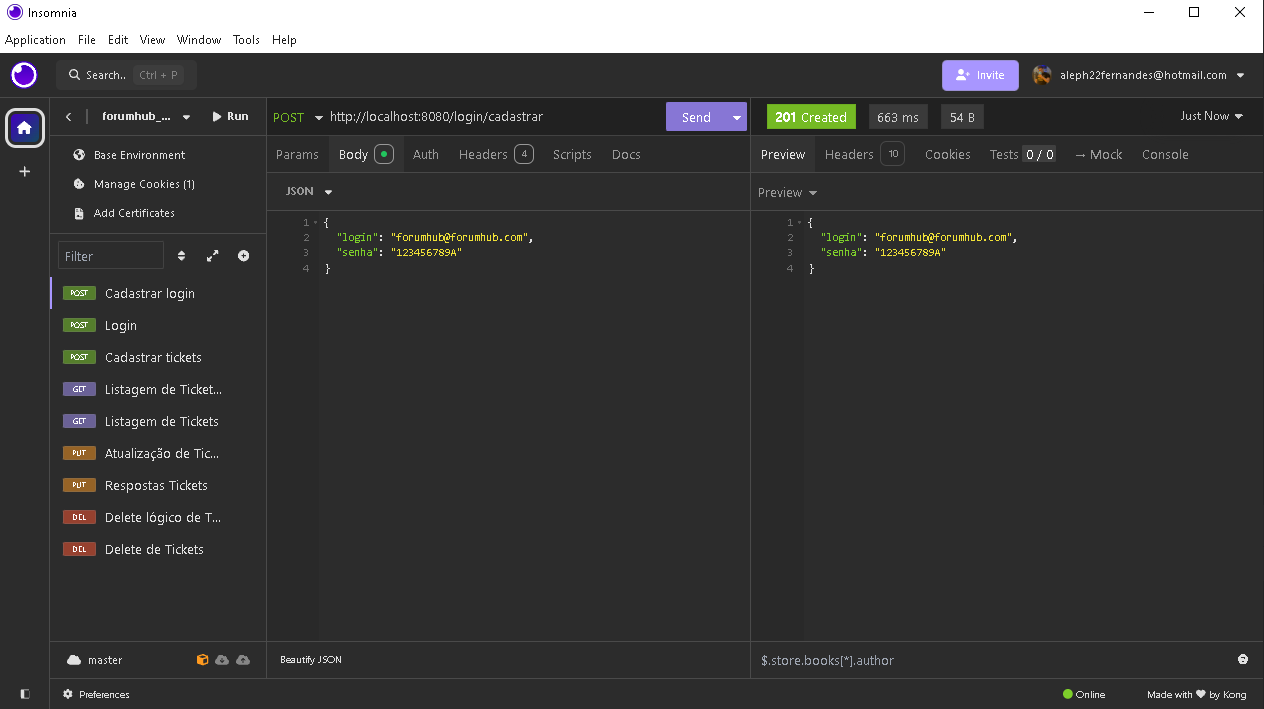 Insomnia
Application File Edit View Window Tools Help
Search.. Ctrl + P
Invite
aleph22fernandes@hotmail.com
forumhub_...
Run
Base Environment
Manage Cookies (1)
Add Certificates
Filter
POST Cadastrar login
POST Login
POST Cadastrar tickets
GET Listagem de Ticket...
GET Listagem de Tickets
PUT Atualização de Tic...
PUT Respostas Tickets
DEL Delete lógico de T...
DEL Delete de Tickets
master
Preferences
POST http://localhost:8080/login/cadastrar Send
Params Body Auth Headers 4 Scripts Docs
JSON
1 {
2 "login": "forumhub@forumhub.com",
3 "senha": "123456789A"
4 }
Beautify JSON
201 Created 663 ms 54 B Just Now
Preview Headers 10 Cookies Tests 0 / 0 → Mock Console
Preview
1 {
2 "login": "forumhub@forumhub.com",
3 "senha": "123456789A"
4 }
$.store.books[*].author
Online
Made with ❤ by Kong